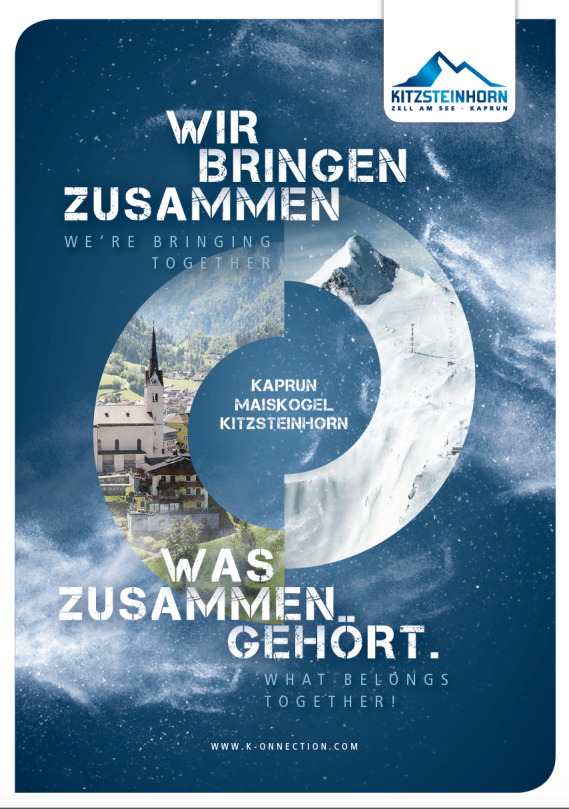 KITZSTEINHORN
ZELL AM SEE · KAPRUN
WIR
BRINGEN
ZUSAMMEN
WE'RE BRINGING
TOGETHER
KAPRUN
MAISKOGEL
KITZSTEINHORN
WAS
ZUSAMMEN
GEHÖRT.
WHAT BELONGS
TOGETHER!
WWW.K-ONNECTION.COM